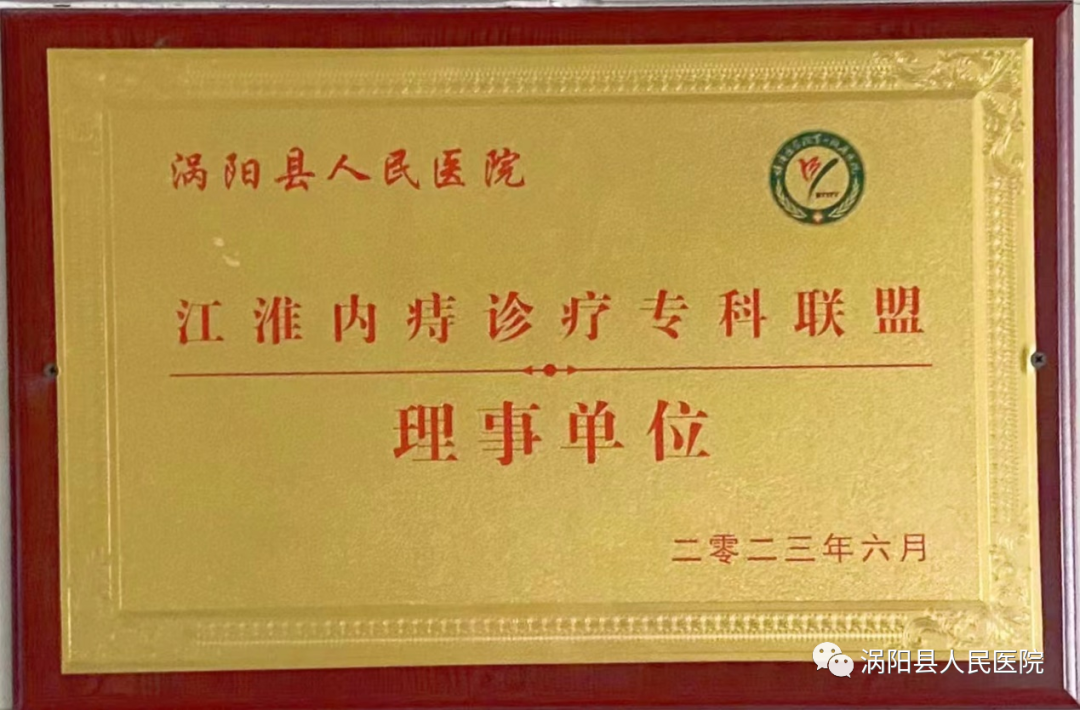 涡阳县人民医院
江淮内痔诊疗专科联盟
理事单位
二零二三年六月
涡阳县人民医院